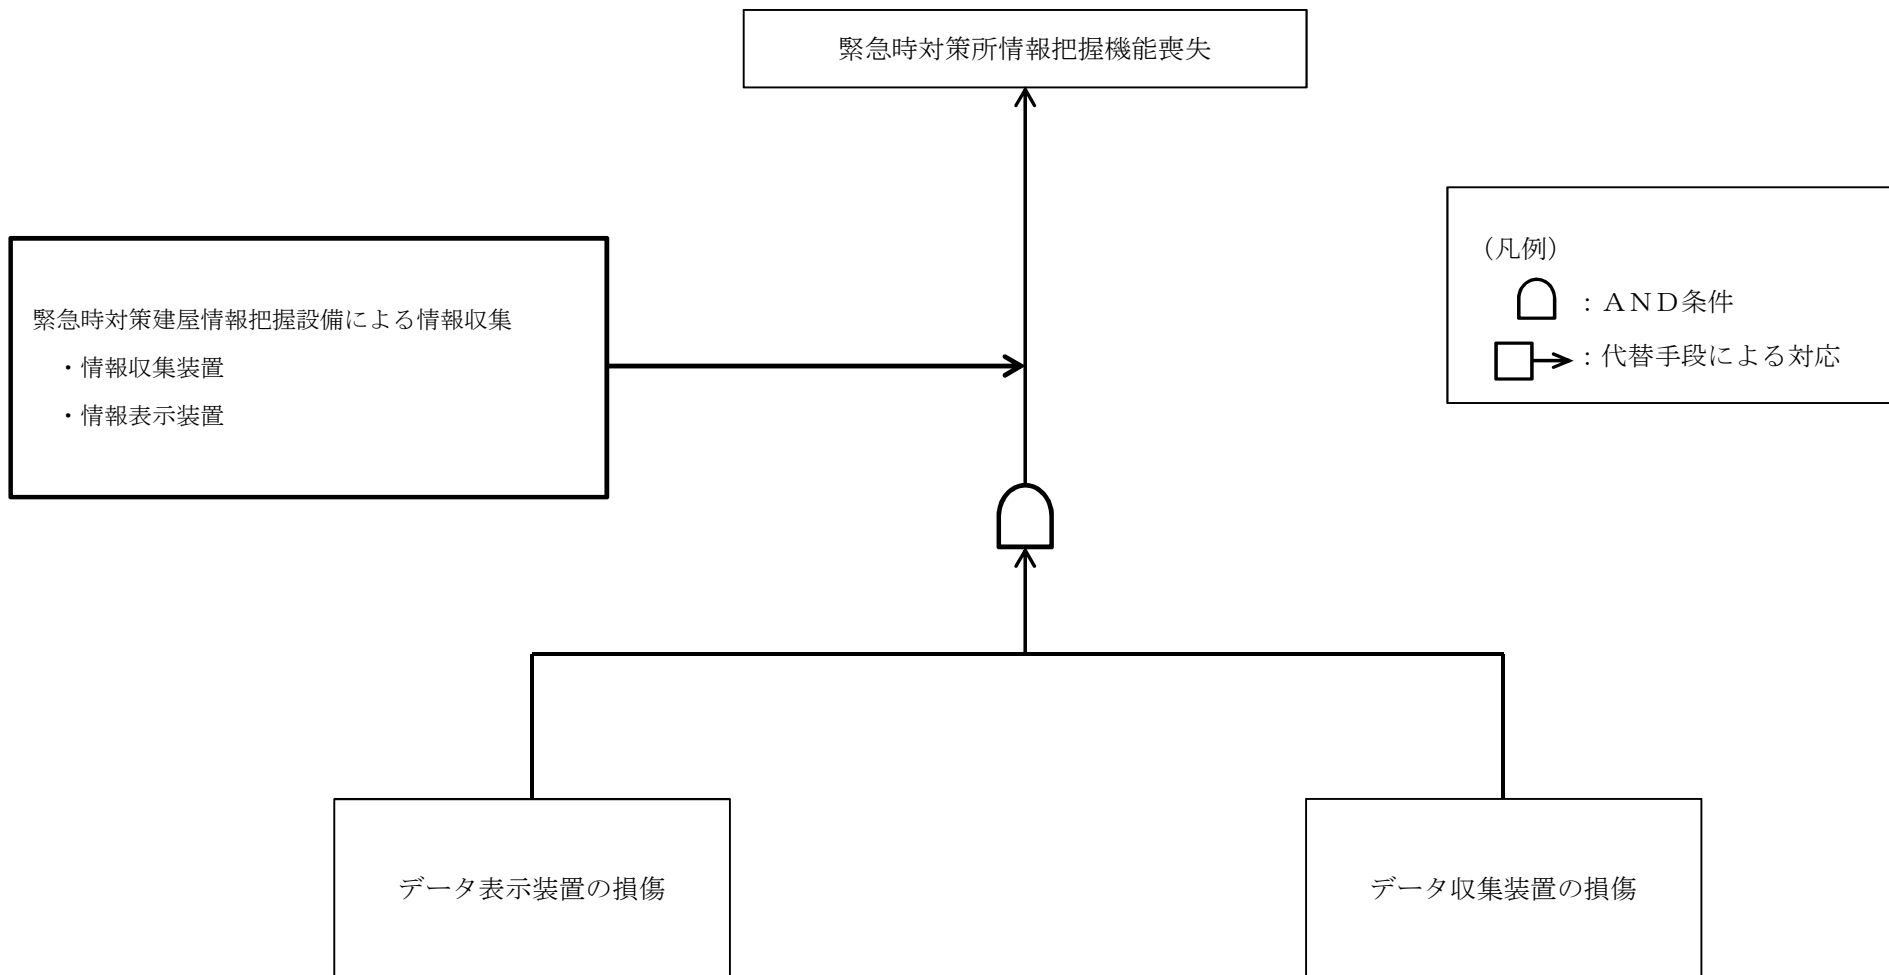 緊急時対策所情報把握機能喪失
緊急時対策建屋情報把握設備による情報収集
・情報収集装置
・情報表示装置
（凡例）
：ＡＮＤ条件
：代替手段による対応
データ表示装置の損傷
データ収集装置の損傷